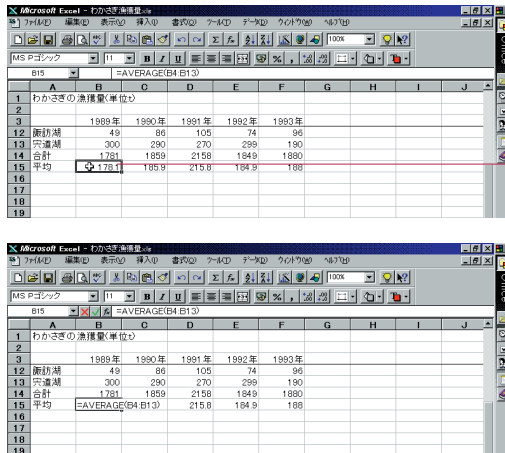 Microsoft Excel - わかさぎ漁獲量.xls
ファイル(F) 編集(E) 表示(V) 挿入(I) 書式(O) ツール(T) データ(D) ウィンドウ(W) ヘルプ(H)
100%
MS Pゴシック 11 B I U
B15 =AVERAGE(B4:B13)
A B C D E F G H I J
1 わかさぎの漁獲量(単位t)
2
3 1989年 1990年 1991年 1992年 1993年
12 諏訪湖 49 86 105 74 96
13 宍道湖 300 290 270 299 190
14 合計 1781 1859 2158 1849 1880
15 平均 178.1 185.9 215.8 184.9 188
16
17
18
19
Microsoft Excel - わかさぎ漁獲量.xls
ファイル(F) 編集(E) 表示(V) 挿入(I) 書式(O) ツール(T) データ(D) ウィンドウ(W) ヘルプ(H)
100%
MS Pゴシック 11 B I U
B15 =AVERAGE(B4:B13)
A B C D E F G H I J
1 わかさぎの漁獲量(単位t)
2
3 1989年 1990年 1991年 1992年 1993年
12 諏訪湖 49 86 105 74 96
13 宍道湖 300 290 270 299 190
14 合計 1781 1859 2158 1849 1880
15 平均 =AVERAGE(B4:B13) 215.8 184.9 188
16
17
18
19